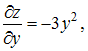 ∂z/∂y = −3y²,